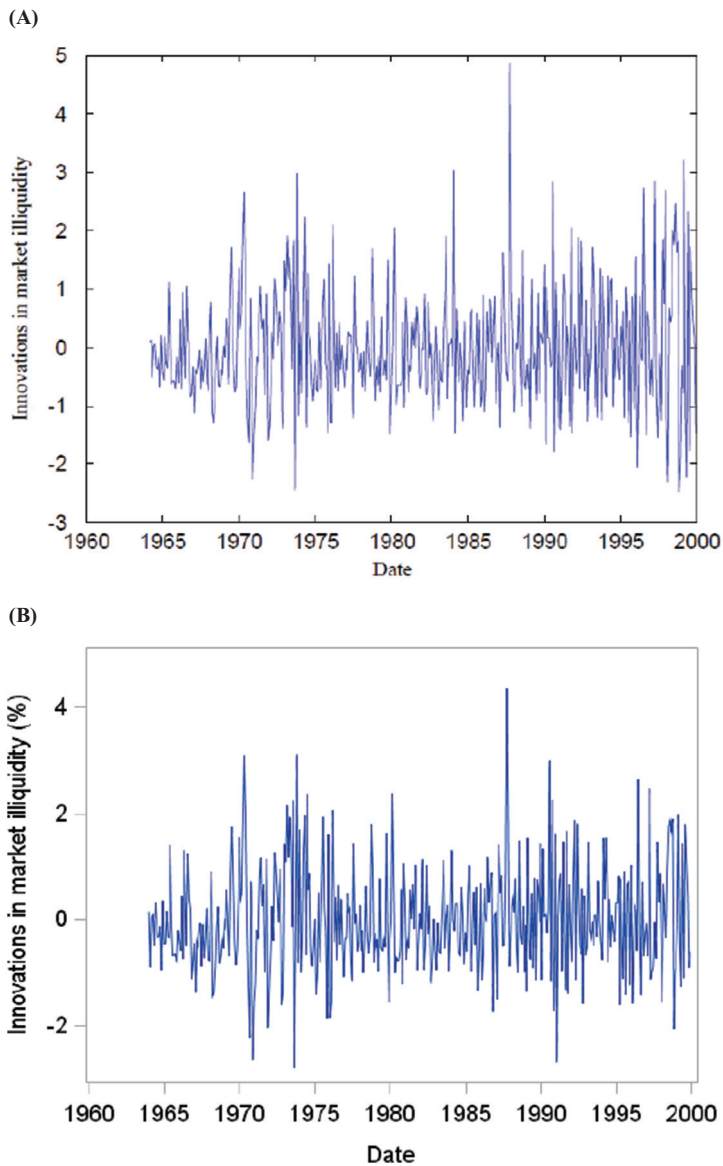 (A)
5
4
3
2
1
0
-1
-2
-3
Innovations in market illiquidity
1960 1965 1970 1975 1980 1985 1990 1995 2000
Date
(B)
4
2
0
-2
Innovations in market illiquidity (%)
1960 1965 1970 1975 1980 1985 1990 1995 2000
Date